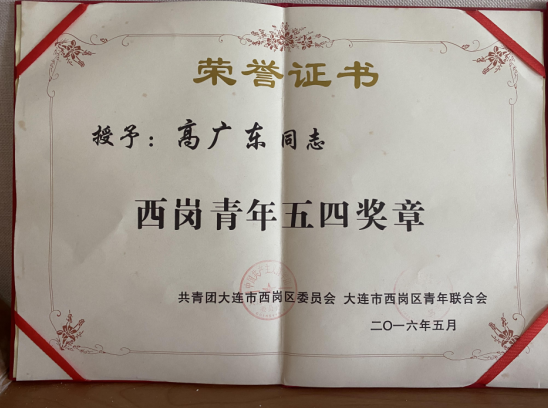 荣誉证书
授予：高广东同志
西岗青年五四奖章
共青团大连市西岗区委员会 大连市西岗区青年联合会
二〇一六年五月